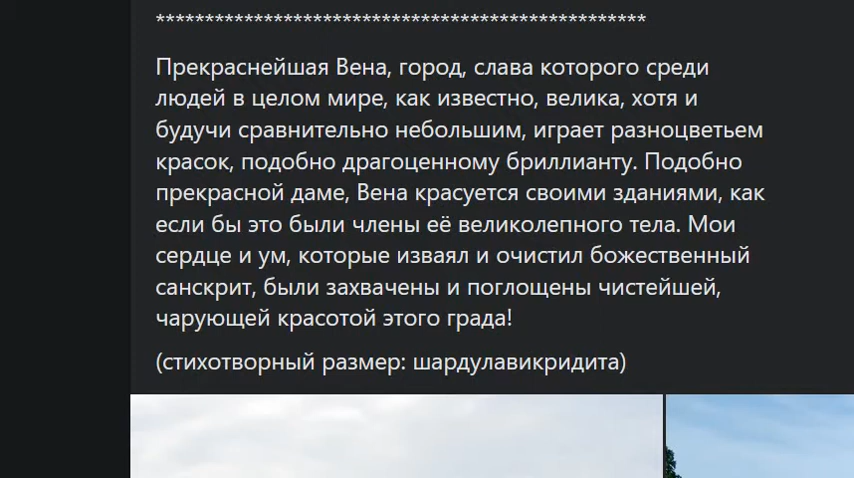 **************************************************
Прекраснейшая Вена, город, слава которого среди
людей в целом мире, как известно, велика, хотя и
будучи сравнительно небольшим, играет разноцветьем
красок, подобно драгоценному бриллианту. Подобно
прекрасной даме, Вена красуется своими зданиями, как
если бы это были члены её великолепного тела. Мои
сердце и ум, которые изваял и очистил божественный
санскрит, были захвачены и поглощены чистейшей,
чарующей красотой этого града!
(стихотворный размер: шардулавикридита)